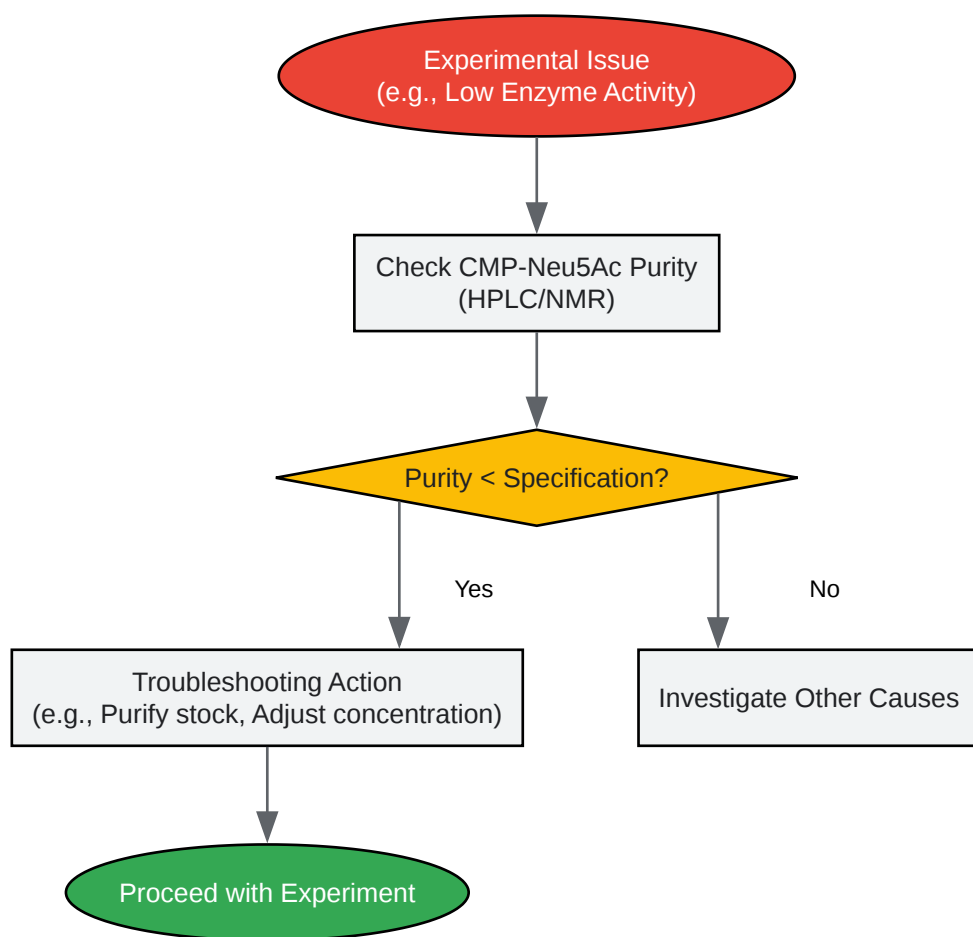 Experimental Issue
(e.g., Low Enzyme Activity)
Check CMP-Neu5Ac Purity
(HPLC/NMR)
Purity < Specification?
Yes
No
Troubleshooting Action
(e.g., Purify stock, Adjust concentration)
Investigate Other Causes
Proceed with Experiment